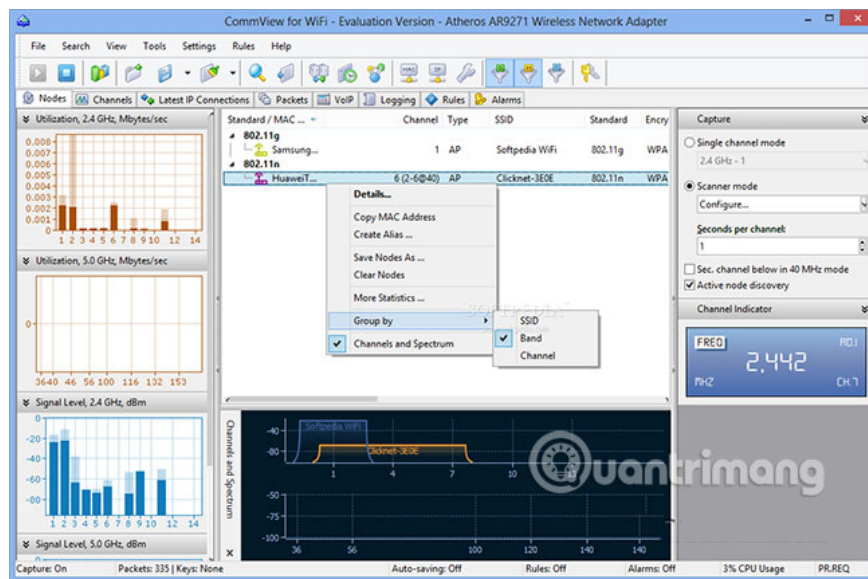 CommView for WiFi - Evaluation Version - Atheros AR9271 Wireless Network Adapter
File Search View Tools Settings Rules Help
Nodes Channels Latest IP Connections Packets VoIP Logging Rules Alarms
Utilization, 2.4 GHz, Mbytes/sec
0.008
0.007
0.006
0.005
0.004
0.003
0.002
0.001
0
1 2 3 4 5 6 7 8 9 10 12 14
Utilization, 5.0 GHz, Mbytes/sec
0
3640 46 56 100 116 132 153
Signal Level, 2.4 GHz, dBm
0
-20
-40
-60
-80
1 2 3 4 5 6 7 8 9 10 12 14
Signal Level, 5.0 GHz, dBm
Standard / MAC ... Channel Type SSID Standard Encry
802.11g
Samsung... 1 AP Softpedia WiFi 802.11g WPA
802.11n
HuaweiT... 6 (2-6@40) AP Clicknet-3E0E 802.11n WPA
Details...
Copy MAC Address
Create Alias ...
Save Nodes As ...
Clear Nodes
More Statistics ...
Group by
Channels and Spectrum
SSID
Band
Channel
SOFTPEDIA
Channels and Spectrum
-40
-80
Softpedia WiFi
Clicknet-3E0E
1 4 7 10 13
-50
-75
-100
36 56 100 120 140 140
Capture
Single channel mode
2.4 GHz - 1
Scanner mode
Configure...
Seconds per channel:
1
Sec. channel below in 40 MHz mode
Active node discovery
Channel Indicator
FREQ
2,442
MHZ
CH.7
uantrimang
Capture: On Packets: 335 | Keys: None Auto-saving: Off Rules: Off Alarms: Off 3% CPU Usage PR.REQ